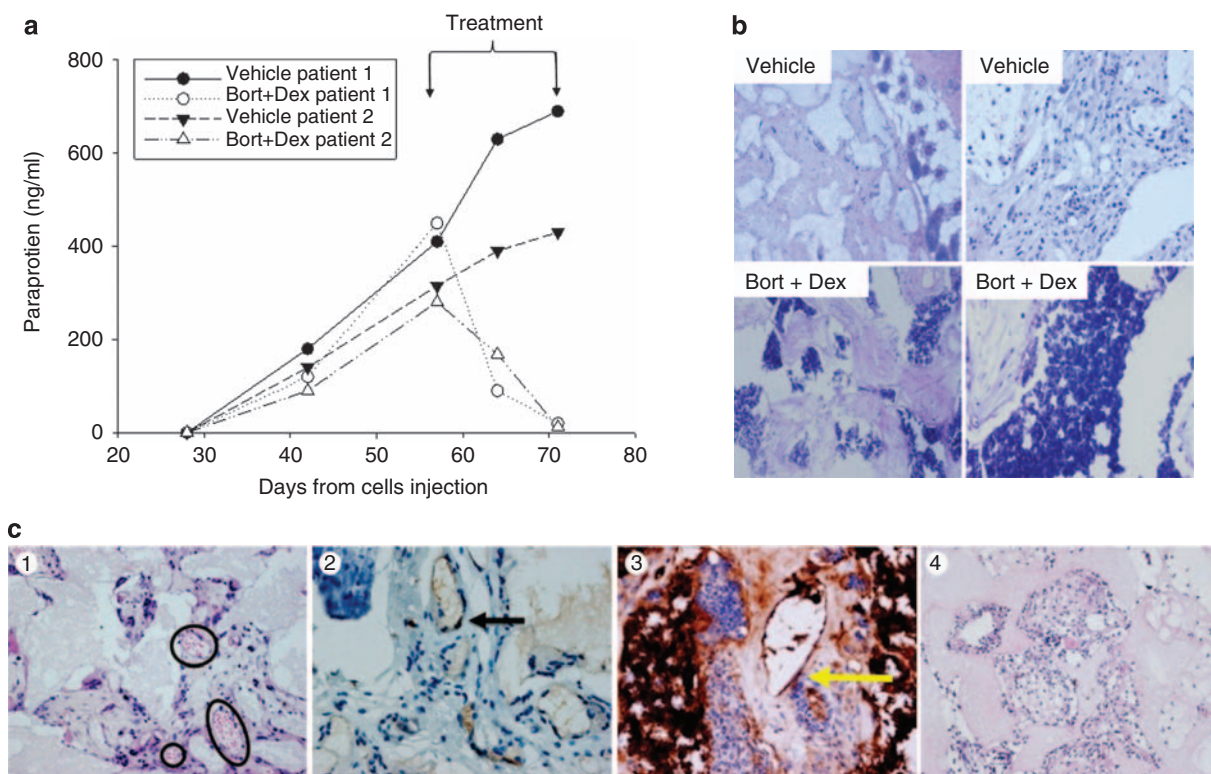 a
Treatment
800
600
400
200
0
Paraprotien (ng/ml)
Vehicle patient 1
Bort+Dex patient 1
Vehicle patient 2
Bort+Dex patient 2
20 30 40 50 60 70 80
Days from cells injection
b
Vehicle
Vehicle
Bort + Dex
Bort + Dex
c
1
2
3
4